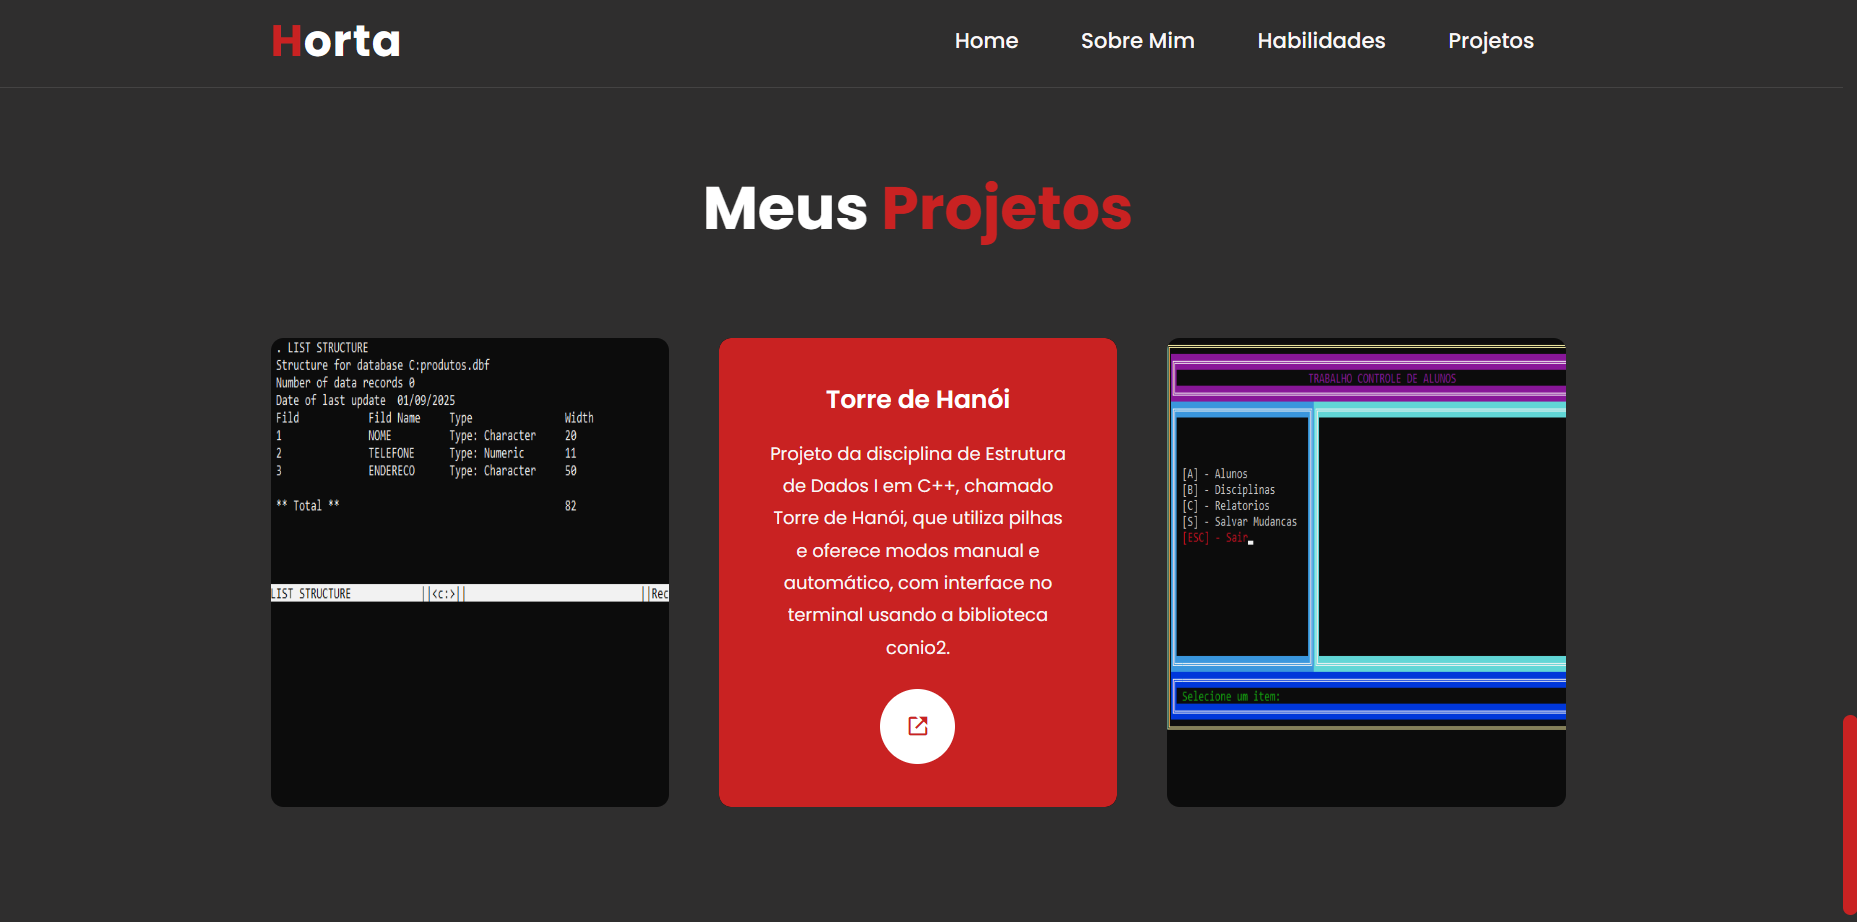 Horta
Home Sobre Mim Habilidades Projetos
Meus Projetos
. LIST STRUCTURE
Structure for database C:produtos.dbf
Number of data records 0
Date of last update 01/09/2025
Fild Fild Name Type Width
1 NOME Type: Character 20
2 TELEFONE Type: Numeric 11
3 ENDERECO Type: Character 50
** Total ** 82
LIST STRUCTURE ||<c:>|| ||Rec
Torre de Hanói
Projeto da disciplina de Estrutura
de Dados I em C++, chamado
Torre de Hanói, que utiliza pilhas
e oferece modos manual e
automático, com interface no
terminal usando a biblioteca
conio2.
TRABALHO CONTROLE DE ALUNOS
[A] - Alunos
[B] - Disciplinas
[C] - Relatorios
[S] - Salvar Mudancas
[ESC] - Sair
Selecione um item: